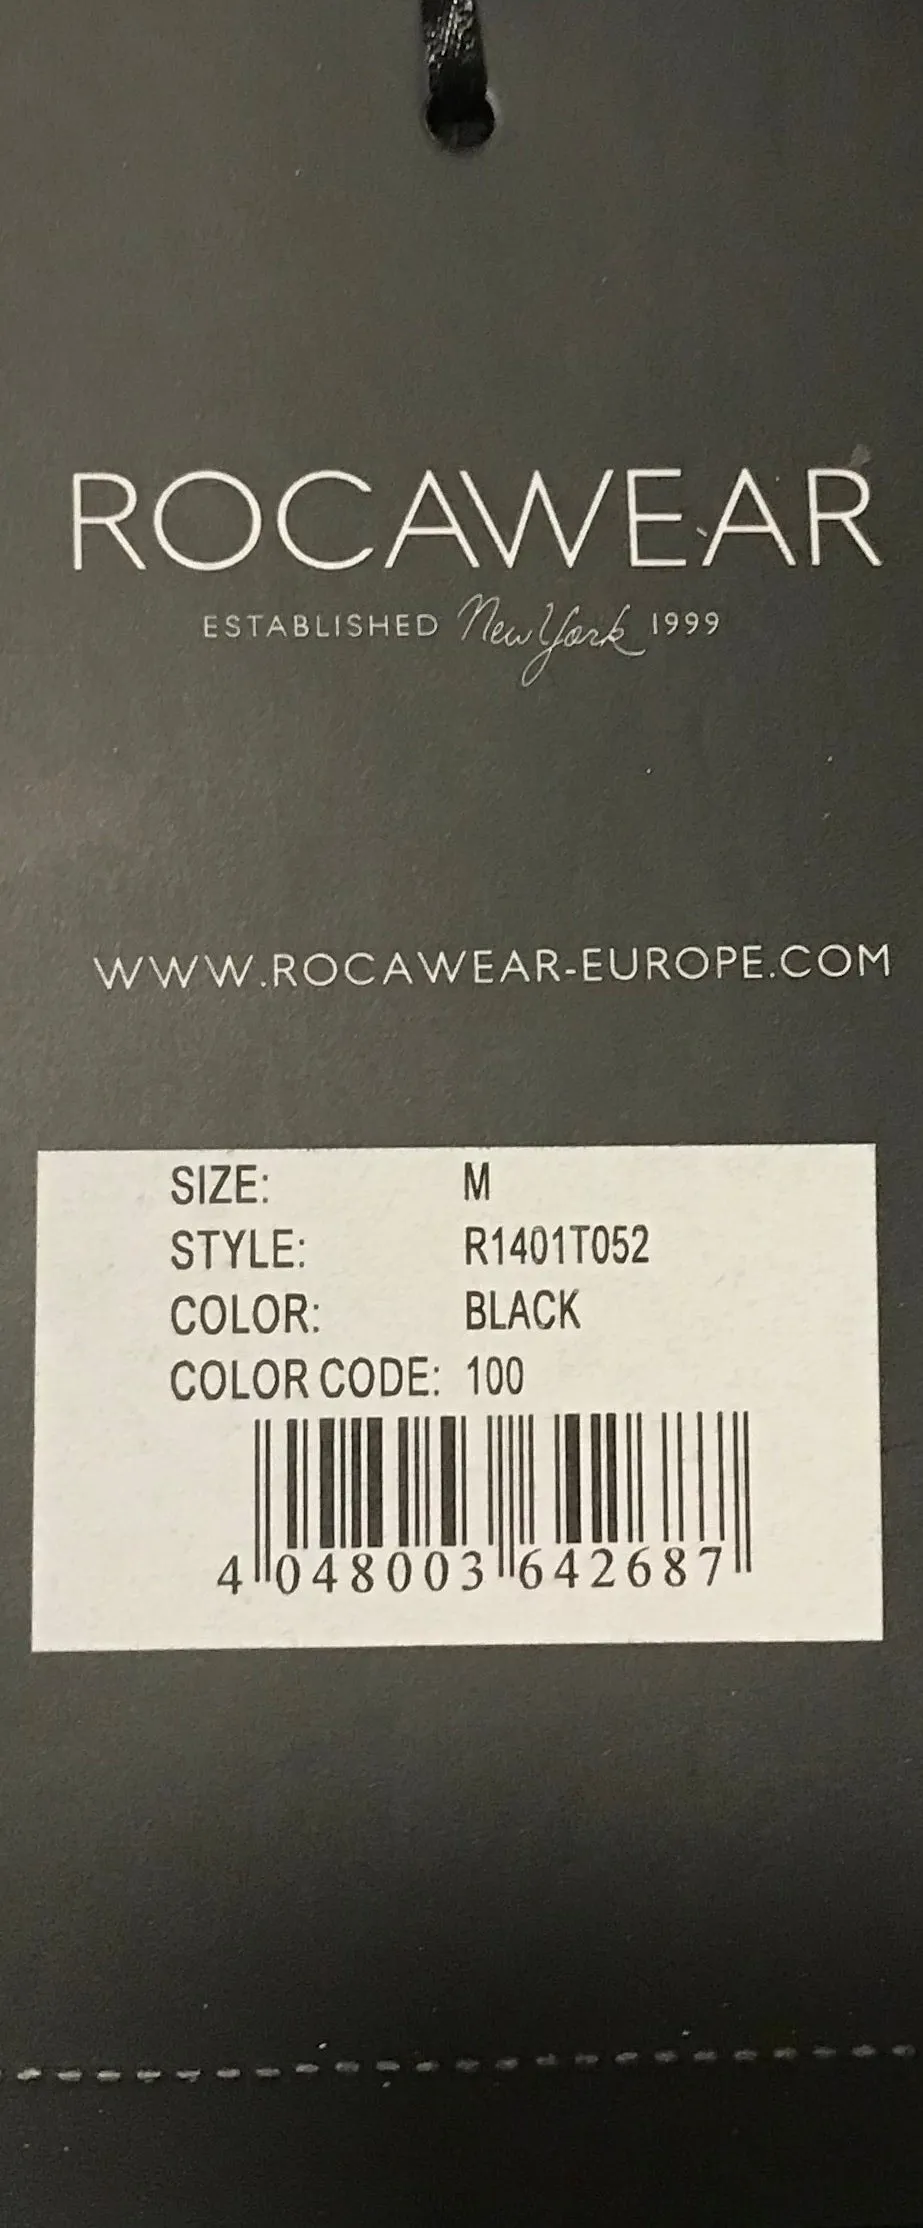 ROCAWEAR
ESTABLISHED New York 1999
WWW.ROCAWEAR-EUROPE.COM
SIZE: M
STYLE: R1401T052
COLOR: BLACK
COLOR CODE: 100
4 048003 642687